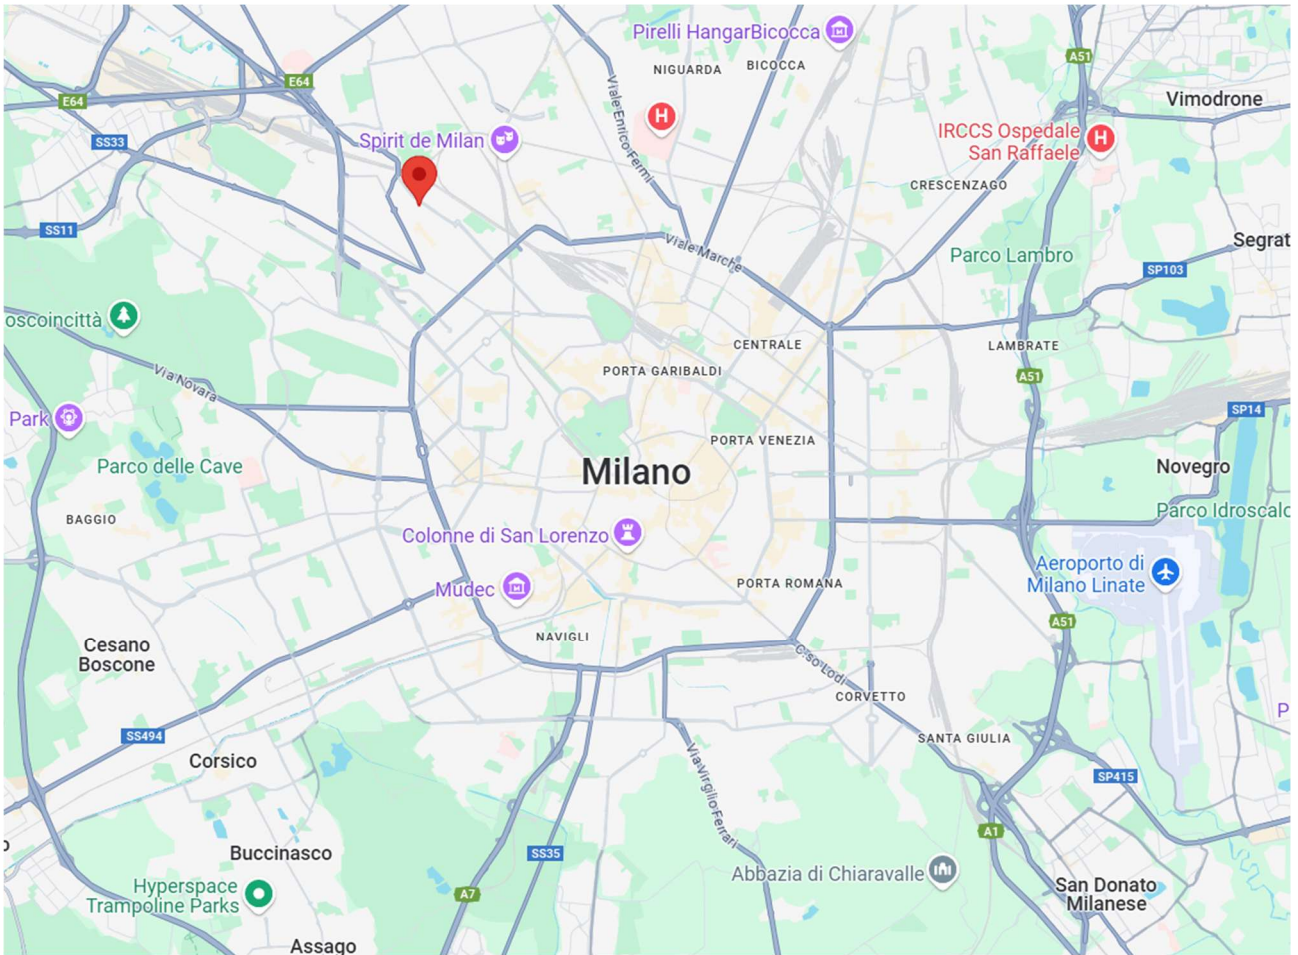 Pirelli HangarBicocca
NIGUARDA
BICOCCA
A51
E64
E64
Vimodrone
SS33
Spirit de Milan
Viale Enrico Fermi
H
IRCCS Ospedale
San Raffaele
H
CRESCENZAGO
SS11
Viale Marche
Parco Lambro
Segrat
SP103
oscoincittà
CENTRALE
LAMBRATE
PORTA GARIBALDI
A51
Via Novara
Park
SP14
PORTA VENEZIA
Parco delle Cave
Milano
Novegro
BAGGIO
Parco Idroscalo
Colonne di San Lorenzo
Aeroporto di
Milano Linate
Mudec
PORTA ROMANA
A51
NAVIGLI
Cesano
Boscone
C.so Lodi
CORVETTO
P
SS494
SANTA GIULIA
Corsico
Via Virgilio Ferrari
SP415
A1
o
Buccinasco
SS35
Abbazia di Chiaravalle
Hyperspace
Trampoline Parks
A7
San Donato
Milanese
Assago